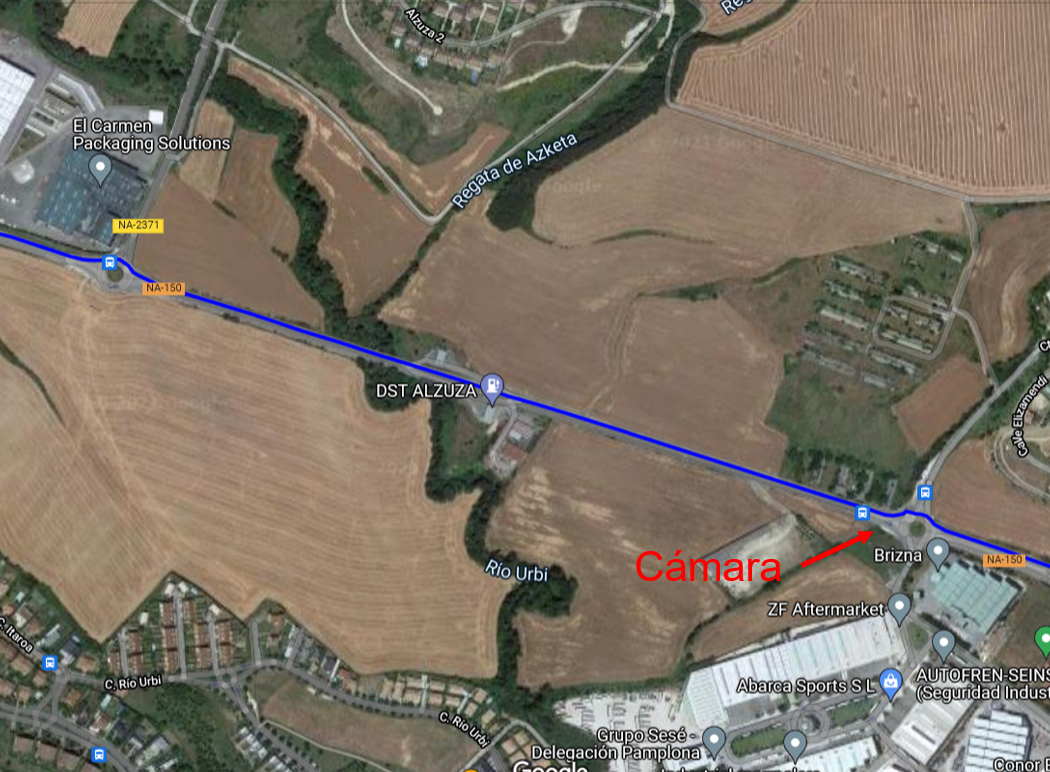 Alzuza 2
El Carmen
Packaging Solutions
Regata de Azketa
NA-2371
NA-150
DST ALZUZA
Calle Elizamendi
Río Urbi
Cámara
Brizna
NA-150
ZF Aftermarket
C. Itaroa
C. Río Urbi
Abarca Sports S L
AUTOFREN-SEINS
(Seguridad Indust
C. Río Urbi
Grupo Sesé -
Delegación Pamplona
Google
Conor